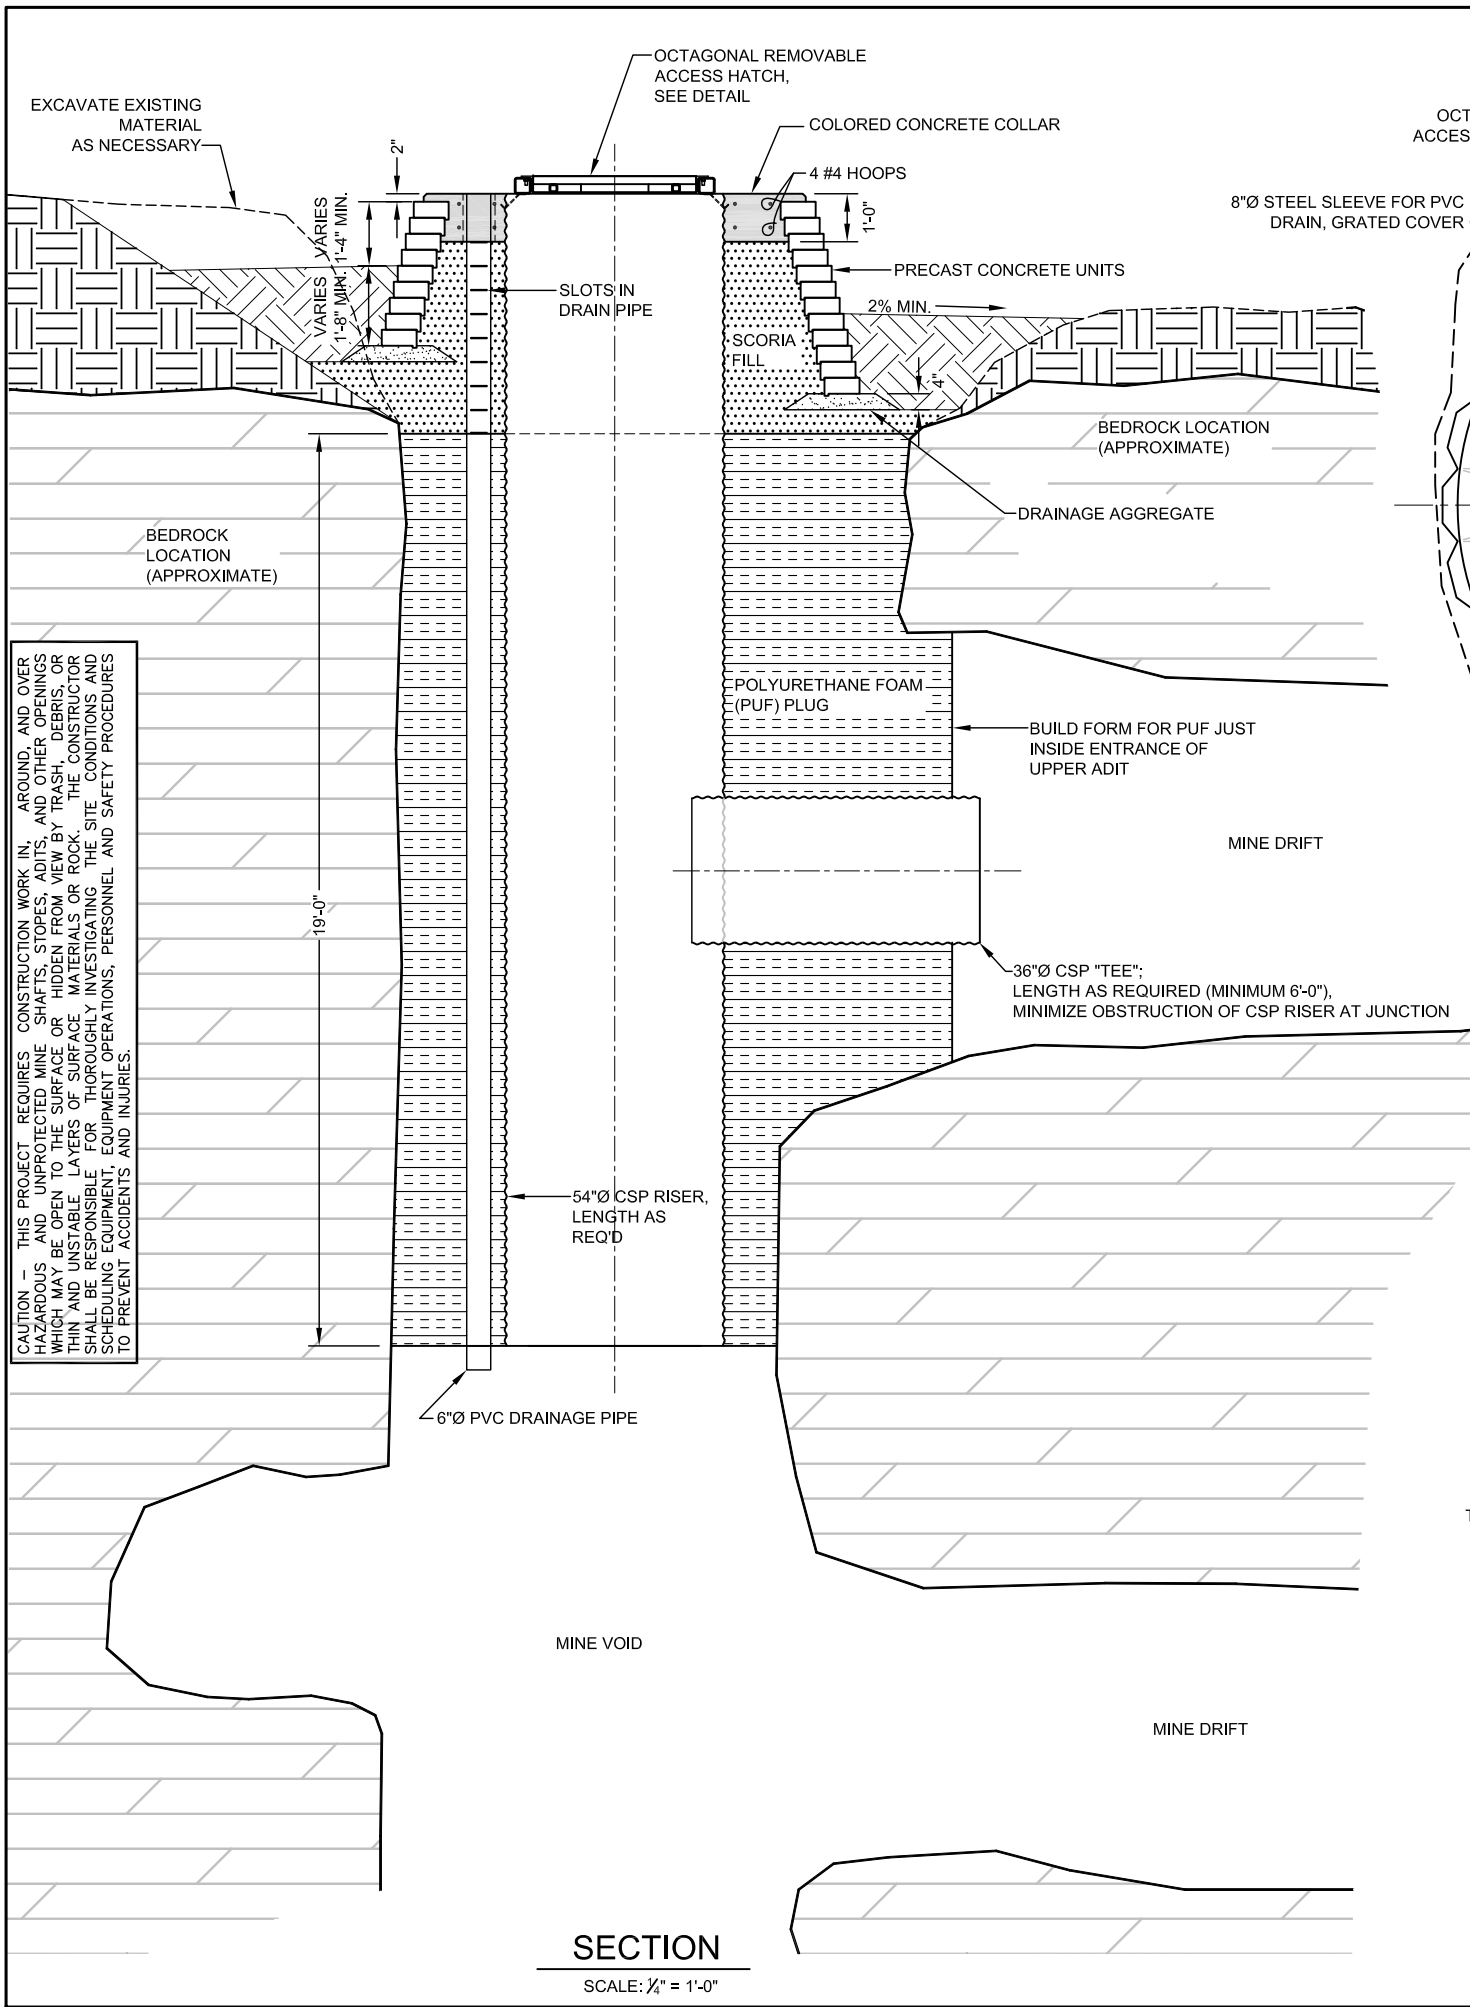 OCTAGONAL REMOVABLE
ACCESS HATCH,
SEE DETAIL
EXCAVATE EXISTING
MATERIAL
AS NECESSARY
COLORED CONCRETE COLLAR
4 #4 HOOPS
OCT
ACCES
8"Ø STEEL SLEEVE FOR PVC
DRAIN, GRATED COVER
2"
VARIES
1'-4" MIN.
VARIES
1'-8" MIN.
1'-0"
PRECAST CONCRETE UNITS
SLOTS IN
DRAIN PIPE
2% MIN.
SCORIA
FILL
4"
BEDROCK LOCATION
(APPROXIMATE)
DRAINAGE AGGREGATE
BEDROCK
LOCATION
(APPROXIMATE)
CAUTION – THIS PROJECT REQUIRES CONSTRUCTION WORK IN, AROUND, AND OVER
HAZARDOUS AND UNPROTECTED MINE SHAFTS, STOPES, ADITS, AND OTHER OPENINGS
WHICH MAY BE OPEN TO THE SURFACE OR HIDDEN FROM VIEW BY TRASH, DEBRIS, OR
THIN AND UNSTABLE LAYERS OF SURFACE MATERIALS OR ROCK. THE CONSTRUCTOR
SHALL BE RESPONSIBLE FOR THOROUGHLY INVESTIGATING THE SITE CONDITIONS AND
SCHEDULING EQUIPMENT, EQUIPMENT OPERATIONS, PERSONNEL AND SAFETY PROCEDURES
TO PREVENT ACCIDENTS AND INJURIES.
19'-0"
POLYURETHANE FOAM
(PUF) PLUG
BUILD FORM FOR PUF JUST
INSIDE ENTRANCE OF
UPPER ADIT
MINE DRIFT
36"Ø CSP "TEE";
LENGTH AS REQUIRED (MINIMUM 6'-0"),
MINIMIZE OBSTRUCTION OF CSP RISER AT JUNCTION
54"Ø CSP RISER,
LENGTH AS
REQ'D
6"Ø PVC DRAINAGE PIPE
MINE VOID
MINE DRIFT
SECTION
SCALE: 1/4" = 1'-0"